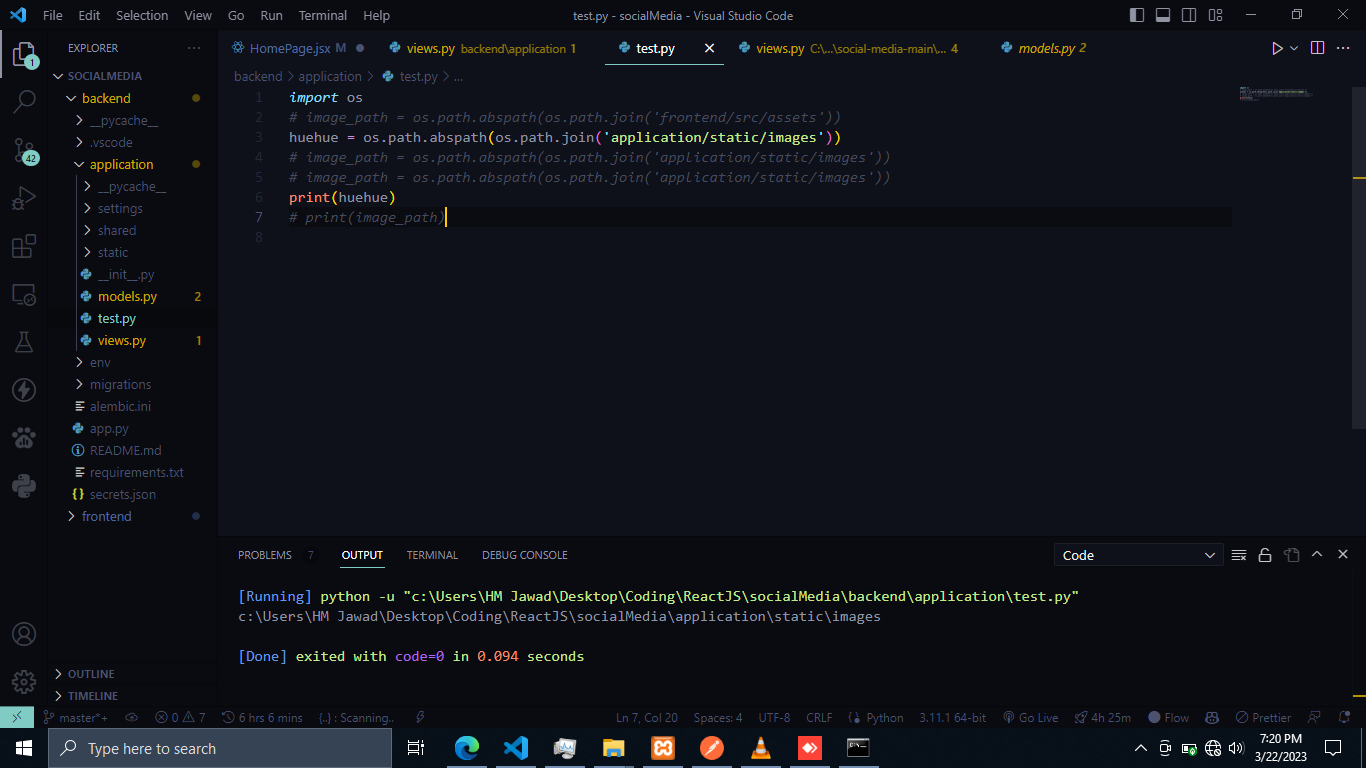 File Edit Selection View Go Run Terminal Help test.py - socialMedia - Visual Studio Code
EXPLORER ···
HomePage.jsx M views.py backend\application 1 test.py views.py C:\...\social-media-main\... 4 models.py 2
SOCIALMEDIA
backend > application > test.py > ...
backend
__pycache__
.vscode
application
__pycache__
settings
shared
static
__init__.py
models.py 2
test.py
views.py 1
env
migrations
alembic.ini
app.py
README.md
requirements.txt
secrets.json
frontend
OUTLINE
TIMELINE
1 import os
2 # image_path = os.path.abspath(os.path.join('frontend/src/assets'))
3 huehue = os.path.abspath(os.path.join('application/static/images'))
4 # image_path = os.path.abspath(os.path.join('application/static/images'))
5 # image_path = os.path.abspath(os.path.join('application/static/images'))
6 print(huehue)
7 # print(image_path)
8
PROBLEMS 7 OUTPUT TERMINAL DEBUG CONSOLE Code
[Running] python -u "c:\Users\HM Jawad\Desktop\Coding\ReactJS\socialMedia\backend\application\test.py"
c:\Users\HM Jawad\Desktop\Coding\ReactJS\socialMedia\application\static\images
[Done] exited with code=0 in 0.094 seconds
1
42
master*+ 0 7 6 hrs 6 mins {..} : Scanning.. Ln 7, Col 20 Spaces: 4 UTF-8 CRLF Python 3.11.1 64-bit Go Live 4h 25m Flow Prettier
Type here to search
7:20 PM
3/22/2023